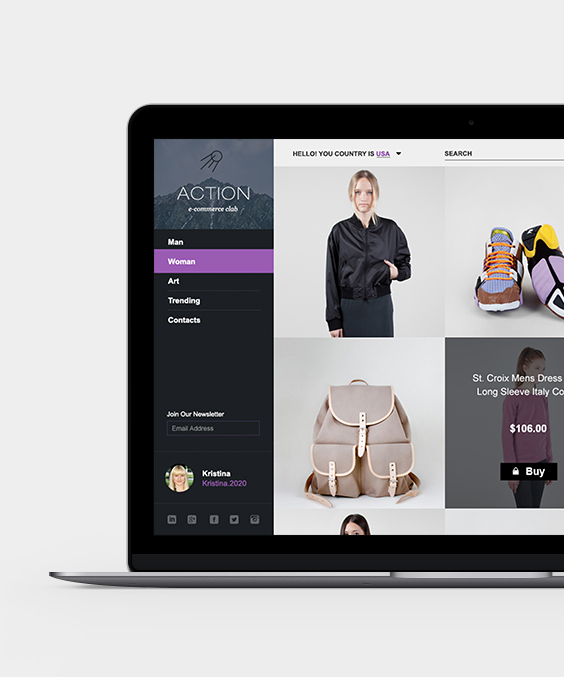 ACTION
e-commerce clab
Man
Woman
Art
Trending
Contacts
Join Our Newsletter
Email Address
Kristina
Kristina.2020
HELLO! YOU COUNTRY IS USA
SEARCH
St. Croix Mens Dress
Long Sleeve Italy Co
$106.00
Buy